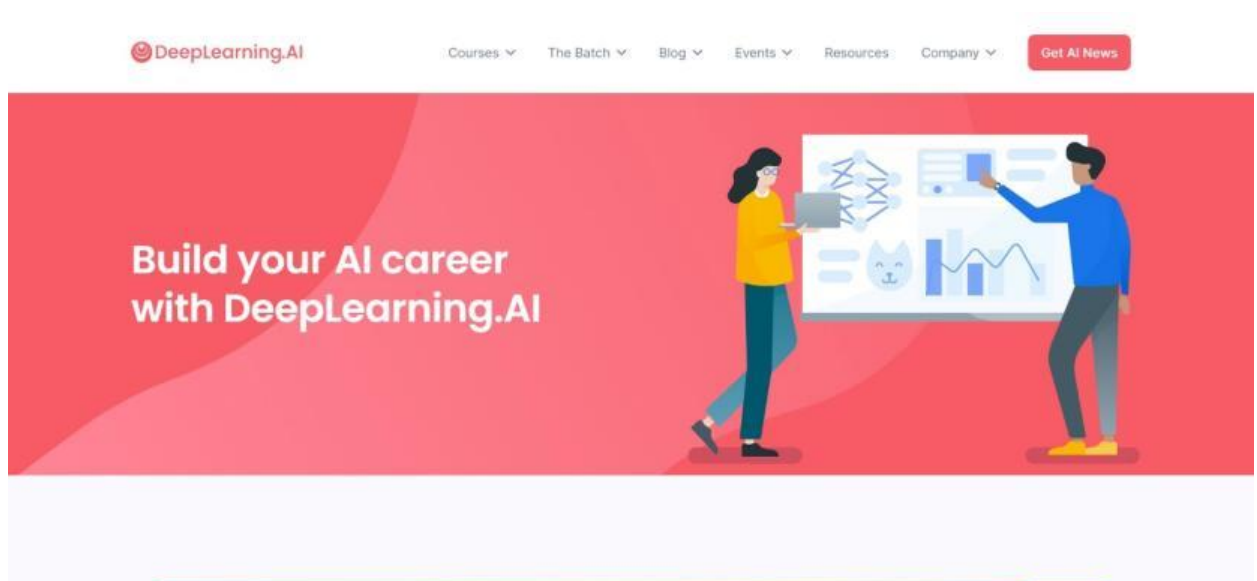 DeepLearning.AI Courses The Batch Blog Events Resources Company Get AI News
Build your AI career
with DeepLearning.AI